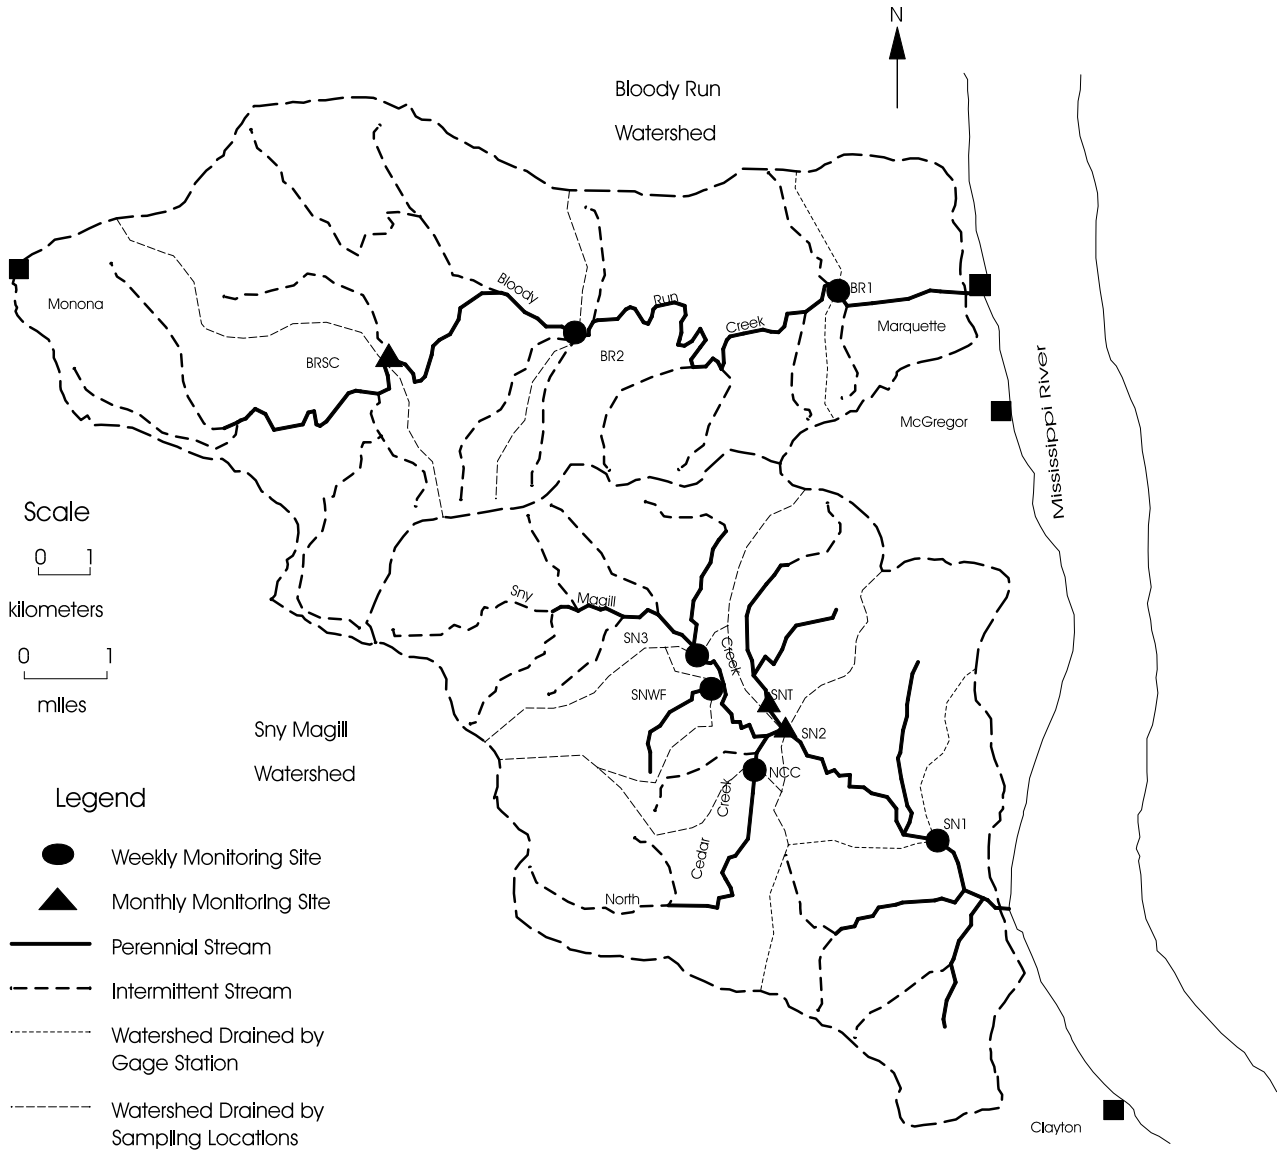 N
Bloody Run
Watershed
Monona
Bloody
Run
Creek
BR1
Marquette
BR2
BRSC
McGregor
Mississippi River
Scale
0 1
kilometers
0 1
miles
Sny
Magill
Creek
SN3
SNWF
SNT
SN2
NCC
Creek
Cedar
North
SN1
Sny Magill
Watershed
Legend
Weekly Monitoring Site
Monthly Monitoring Site
Perennial Stream
Intermittent Stream
Watershed Drained by
Gage Station
Watershed Drained by
Sampling Locations
Clayton